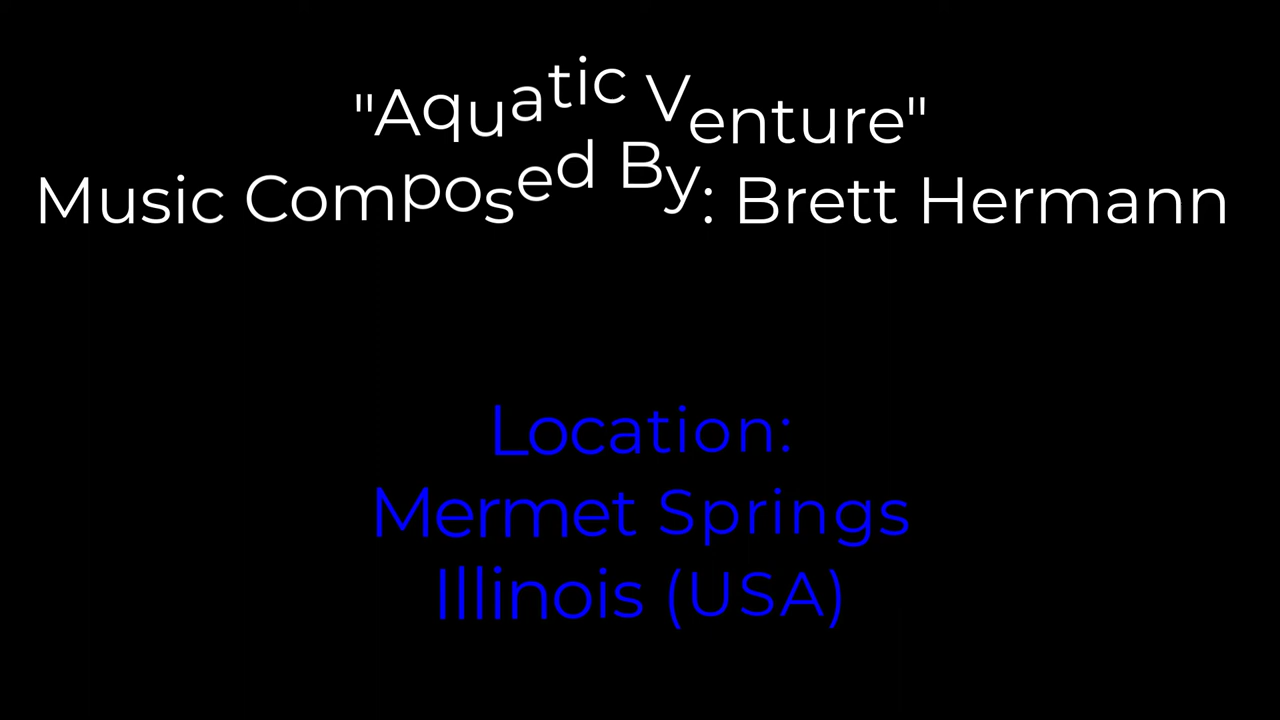 "Aquatic Venture"
Music Composed By: Brett Hermann
Location:
Mermet Springs
Illinois (USA)